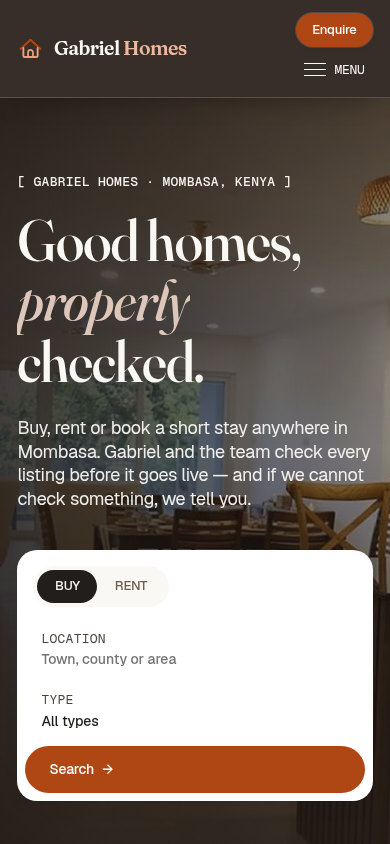 Enquire
Gabriel Homes
MENU
[ GABRIEL HOMES · MOMBASA, KENYA ]
Good homes,
properly
checked.
Buy, rent or book a short stay anywhere in
Mombasa. Gabriel and the team check every
listing before it goes live — and if we cannot
check something, we tell you.
BUY RENT
LOCATION
Town, county or area
TYPE
All types
Search →